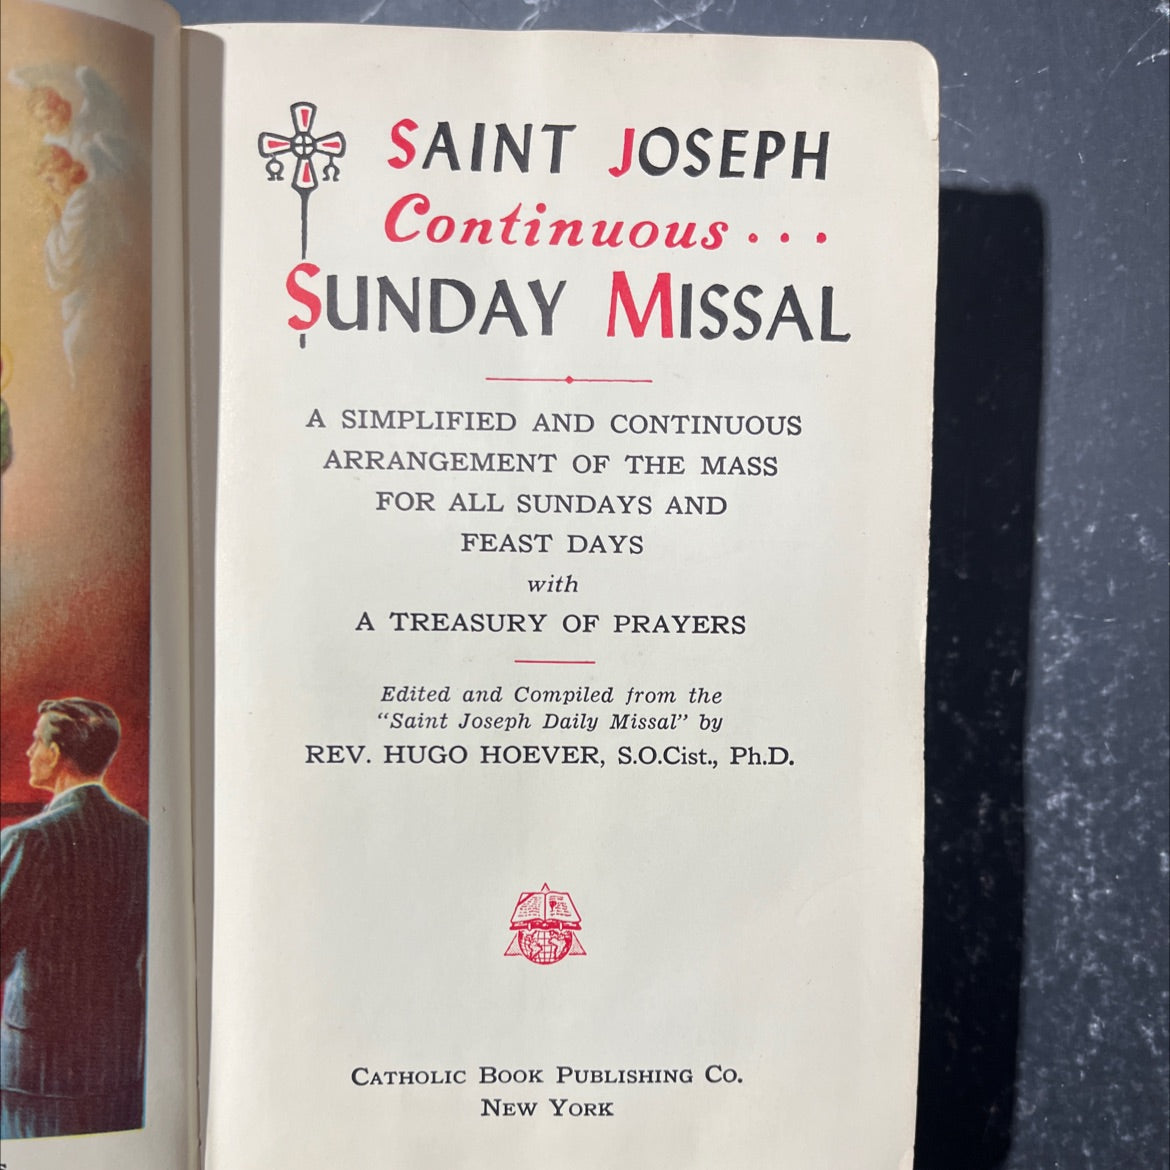 SAINT JOSEPH
Continuous...
SUNDAY MISSAL
A SIMPLIFIED AND CONTINUOUS
ARRANGEMENT OF THE MASS
FOR ALL SUNDAYS AND
FEAST DAYS
with
A TREASURY OF PRAYERS
Edited and Compiled from the
“Saint Joseph Daily Missal” by
REV. HUGO HOEVER, S.O.Cist., Ph.D.
CATHOLIC BOOK PUBLISHING CO.
NEW YORK